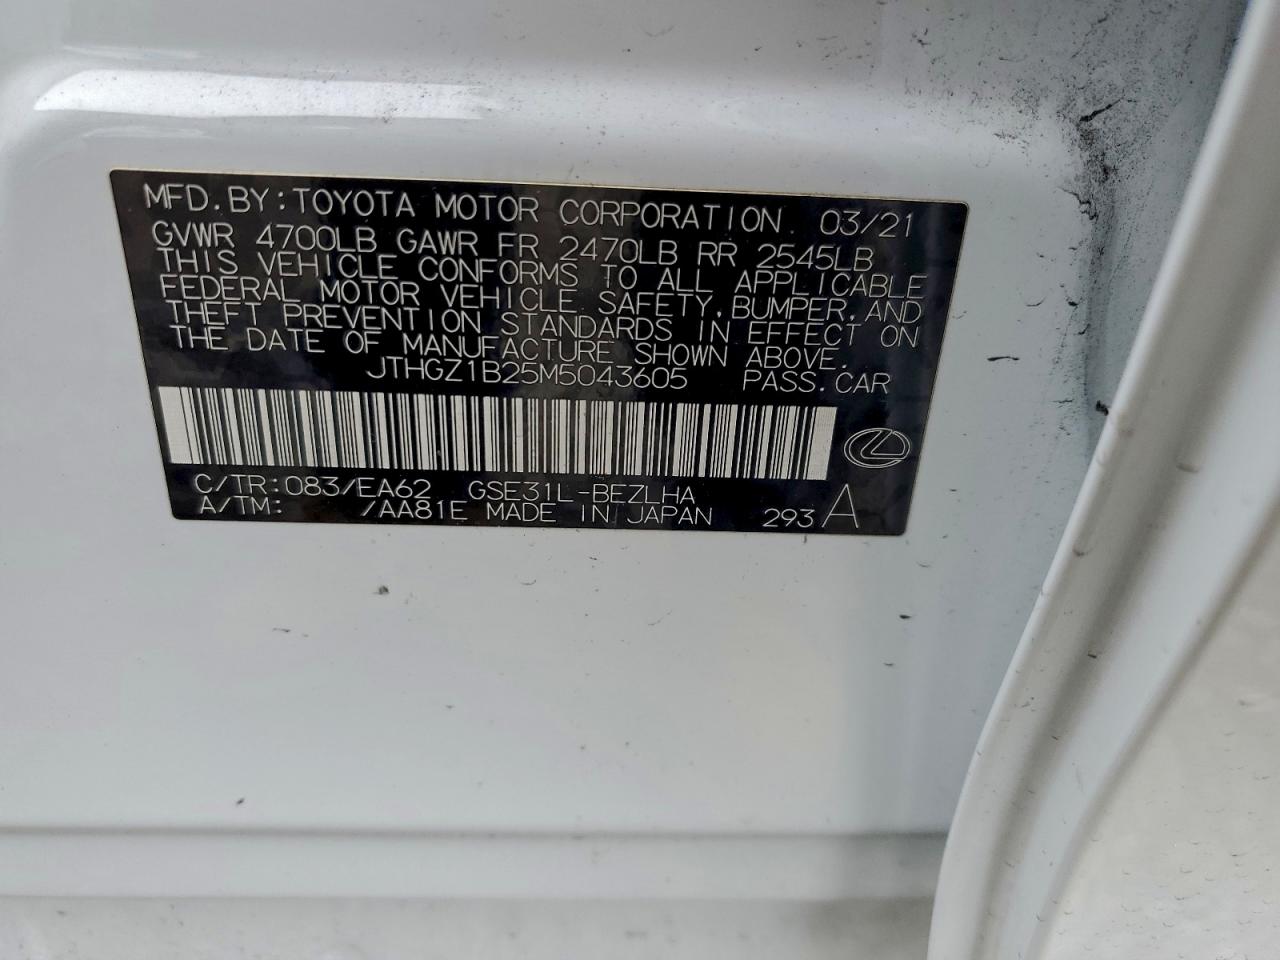 MFD. BY: TOYOTA MOTOR CORPORATION 03/21
GVWR 4700LB GAWR FR 2470LB RR 2545LB
THIS VEHICLE CONFORMS TO ALL APPLICABLE
FEDERAL MOTOR VEHICLE SAFETY, BUMPER, AND
THEFT PREVENTION STANDARDS IN EFFECT ON
THE DATE OF MANUFACTURE SHOWN ABOVE.
JTHGZ1B25M5043605 PASS. CAR
C/TR: 083/EA62 GSE31L-BEZLHA
A/TM: /AA81E MADE IN JAPAN 293 A